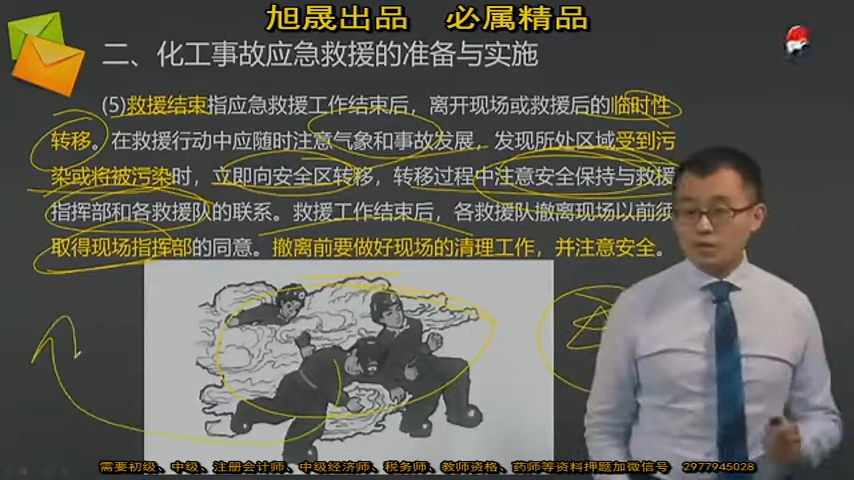 旭晟出品 必属精品
二、化工事故应急救援的准备与实施
(5)救援结束指应急救援工作结束后，离开现场或救援后的临时性
转移。在救援行动中应随时注意气象和事故发展，发现所处区域受到污
染或将被污染时，立即向安全区转移，转移过程中注意安全保持与救援
指挥部和各救援队的联系。救援工作结束后，各救援队撤离现场以前须
取得现场指挥部的同意。撤离前要做好现场的清理工作，并注意安全。
需要初级、中级、注册会计师、中级经济师、税务师、教师资格、药师等资料押题加微信号 2977945028